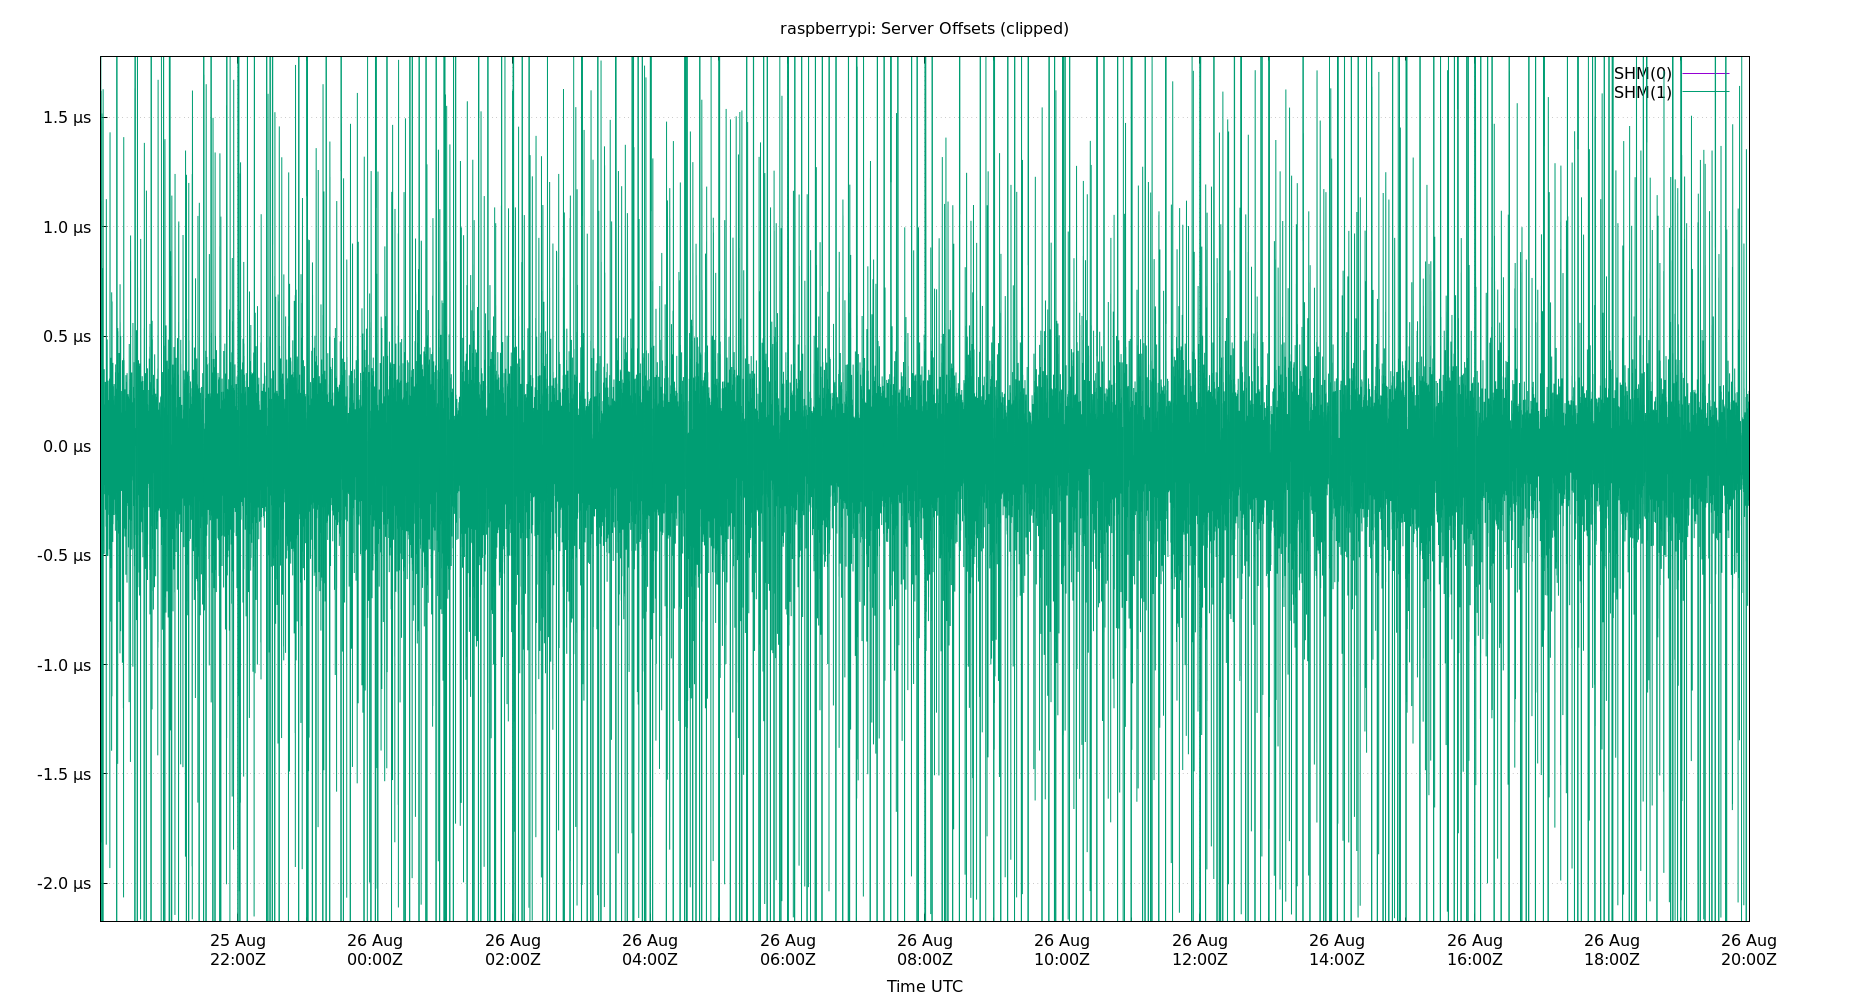 raspberrypi: Server Offsets (clipped)
SHM(0)
SHM(1)
1.5 µs
1.0 µs
0.5 µs
0.0 µs
-0.5 µs
-1.0 µs
-1.5 µs
-2.0 µs
25 Aug 26 Aug 26 Aug 26 Aug 26 Aug 26 Aug 26 Aug 26 Aug 26 Aug 26 Aug 26 Aug 26 Aug
22:00Z 00:00Z 02:00Z 04:00Z 06:00Z 08:00Z 10:00Z 12:00Z 14:00Z 16:00Z 18:00Z 20:00Z
Time UTC